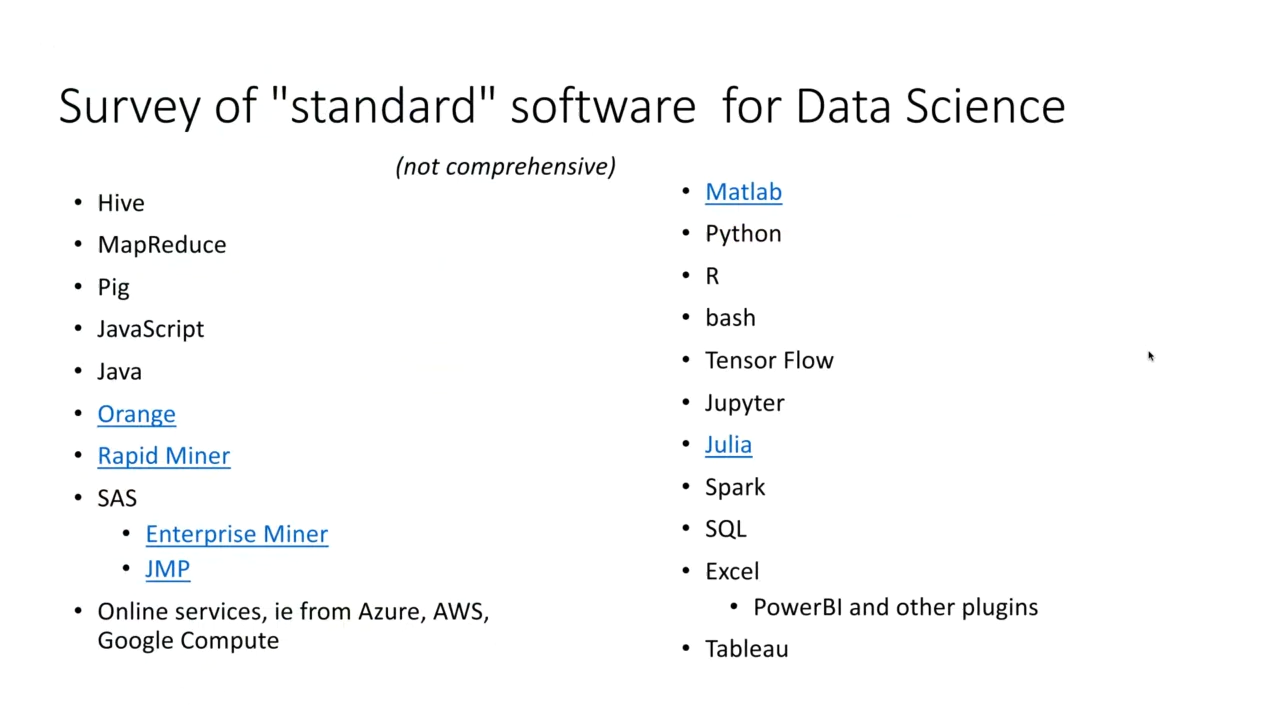 Survey of "standard" software for Data Science
(not comprehensive)
• Hive
• MapReduce
• Pig
• JavaScript
• Java
• Orange
• Rapid Miner
• SAS
• Enterprise Miner
• JMP
• Online services, ie from Azure, AWS,
Google Compute
• Matlab
• Python
• R
• bash
• Tensor Flow
• Jupyter
• Julia
• Spark
• SQL
• Excel
• PowerBI and other plugins
• Tableau